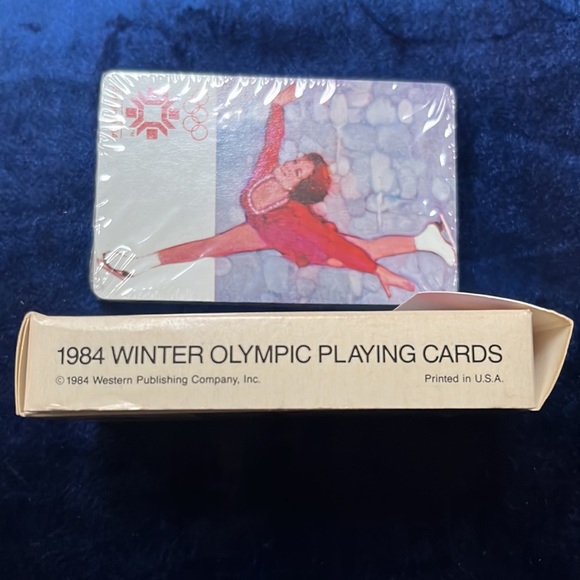 1984 WINTER OLYMPIC PLAYING CARDS
© 1984 Western Publishing Company, Inc. Printed in U.S.A.